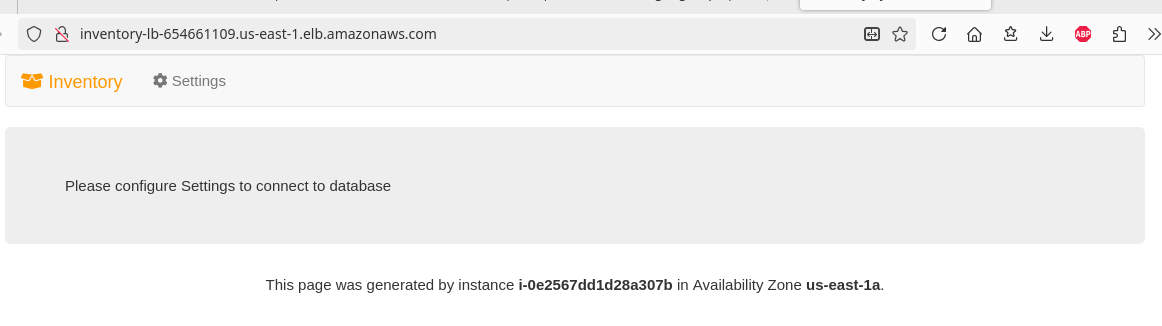 inventory-lb-654661109.us-east-1.elb.amazonaws.com
ABP
Inventory Settings
Please configure Settings to connect to database
This page was generated by instance i-0e2567dd1d28a307b in Availability Zone us-east-1a.